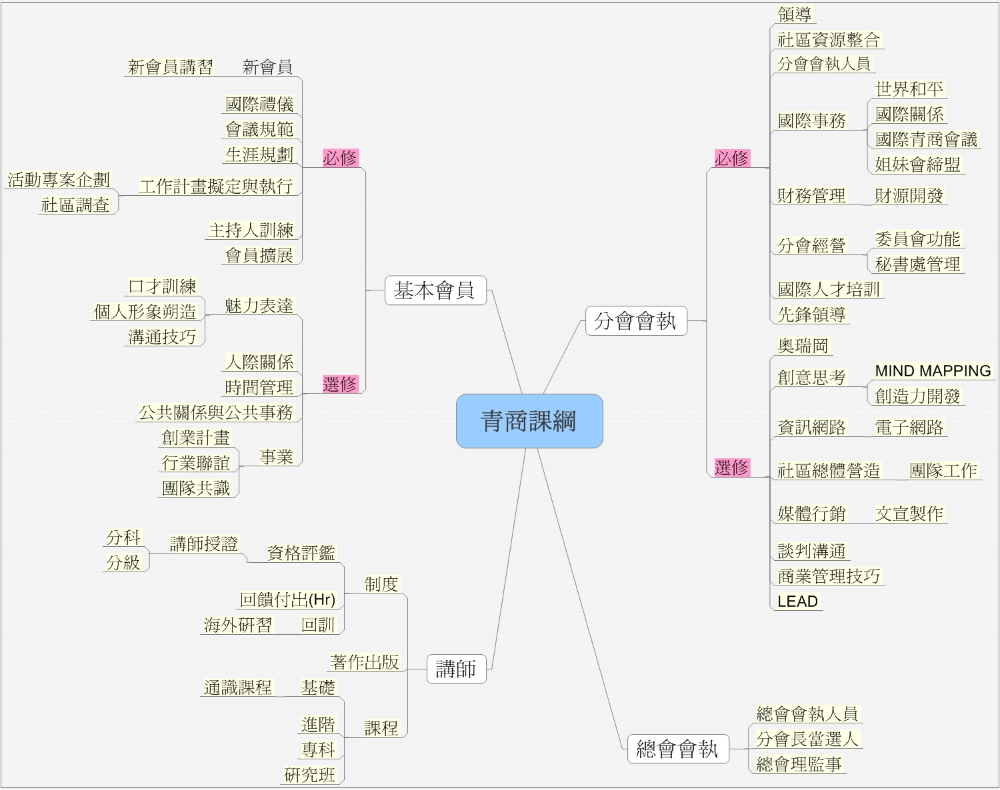 青商課綱
基本會員
必修
新會員
新會員講習
國際禮儀
會議規範
生涯規劃
工作計畫擬定與執行
活動專案企劃
社區調查
主持人訓練
會員擴展
選修
魅力表達
口才訓練
個人形象朔造
溝通技巧
人際關係
時間管理
公共關係與公共事務
事業
創業計畫
行業聯誼
團隊共識
講師
制度
資格評鑑
講師授證
分科
分級
回饋付出(Hr)
回訓
海外研習
著作出版
課程
基礎
通識課程
進階
專科
研究班
分會會執
必修
領導
社區資源整合
分會會執人員
國際事務
世界和平
國際關係
國際青商會議
姐妹會締盟
財務管理
財源開發
分會經營
委員會功能
秘書處管理
國際人才培訓
先鋒領導
選修
奧瑞岡
創意思考
MIND MAPPING
創造力開發
資訊網路
電子網路
社區總體營造
團隊工作
媒體行銷
文宣製作
談判溝通
商業管理技巧
LEAD
總會會執
總會會執人員
分會長當選人
總會理監事